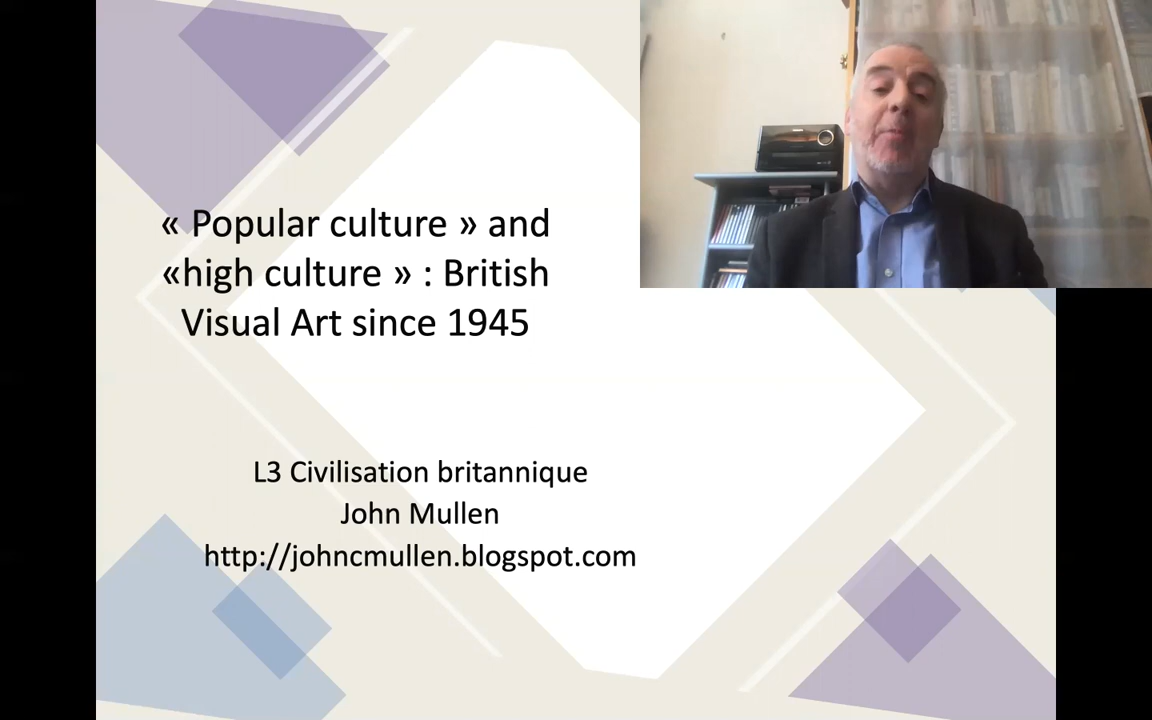 « Popular culture » and
«high culture » : British
Visual Art since 1945
L3 Civilisation britannique
John Mullen
http://johncmullen.blogspot.com